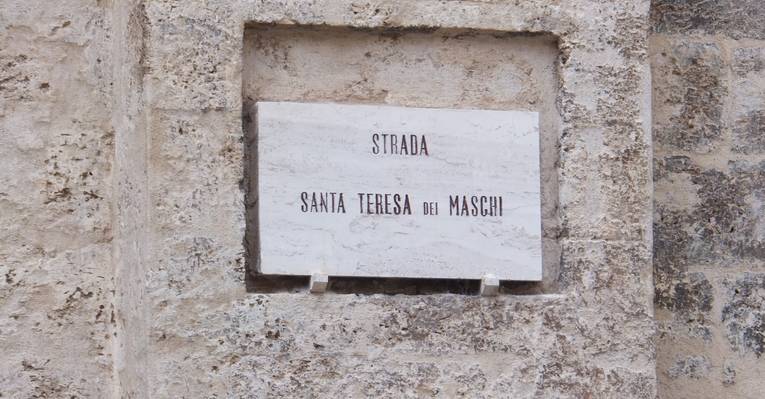 STRADA
SANTA TERESA DEI MASCHI